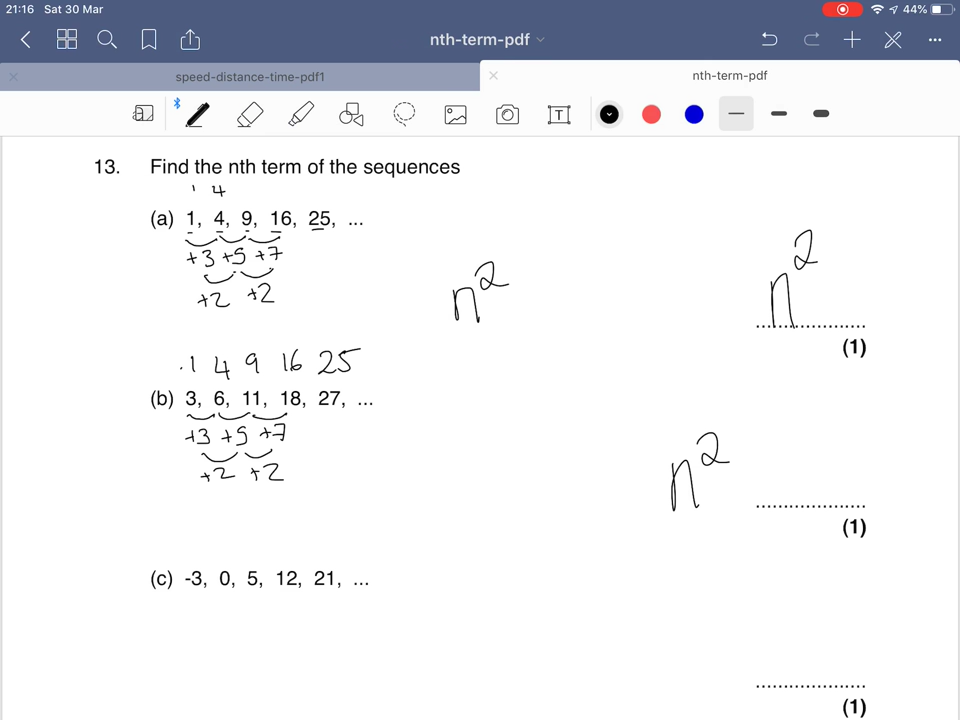 21:16 Sat 30 Mar
44%
nth-term-pdf
speed-distance-time-pdf1
nth-term-pdf
T
13. Find the nth term of the sequences
1 4
(a) 1, 4, 9, 16, 25, ...
+3 +5 +7
+2 +2
n²
n²
....................
(1)
1 4 9 16 25
(b) 3, 6, 11, 18, 27, ...
+3 +5 +7
+2 +2
n²
....................
(1)
(c) -3, 0, 5, 12, 21, ...
....................
(1)